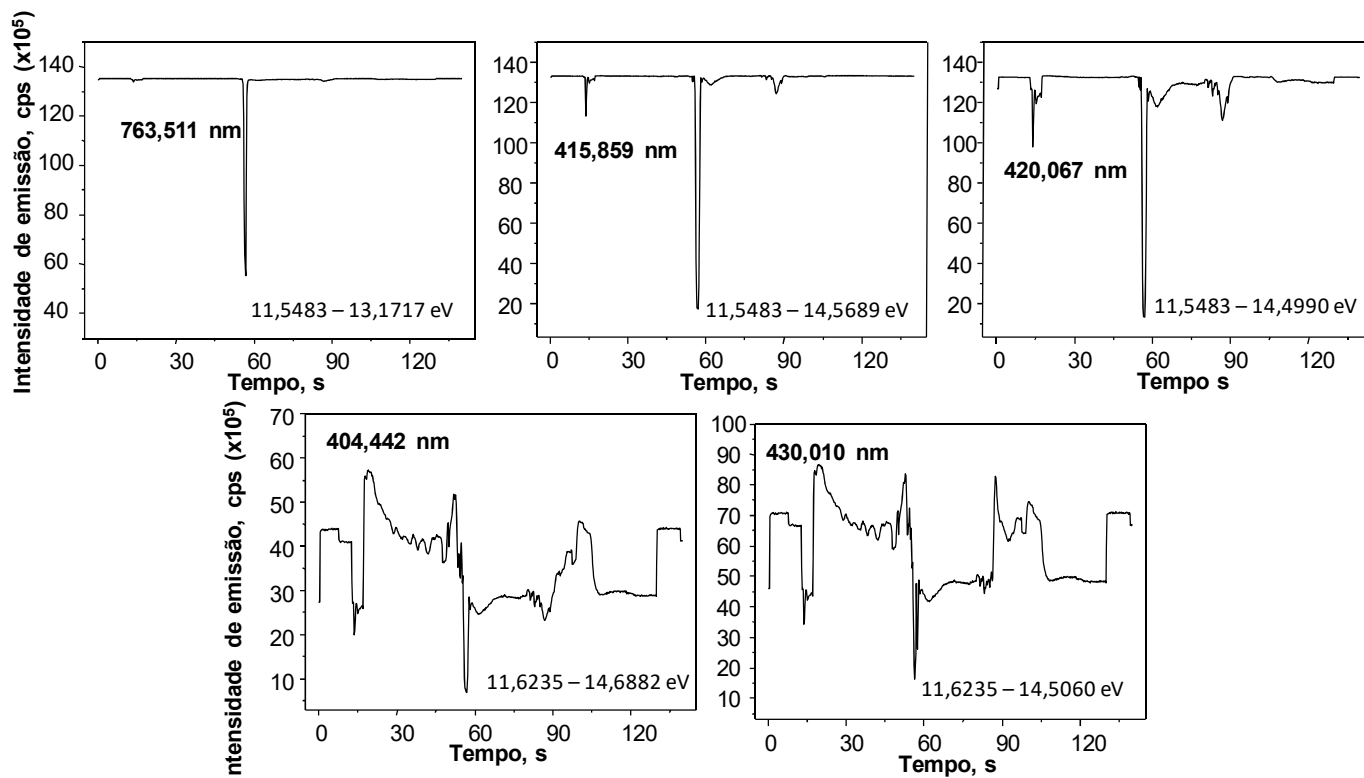 Intensidade de emissão, cps (x10⁵)
140
120
100
80
60
40
763,511 nm
11,5483 – 13,1717 eV
0 30 60 90 120
Tempo, s
140
120
100
80
60
40
20
415,859 nm
11,5483 – 14,5689 eV
0 30 60 90 120
Tempo, s
140
120
100
80
60
40
20
420,067 nm
11,5483 – 14,4990 eV
0 30 60 90 120
Tempo s
ntensidade de emissão, cps (x10⁵)
70
60
50
40
30
20
10
404,442 nm
11,6235 – 14,6882 eV
0 30 60 90 120
Tempo, s
100
90
80
70
60
50
40
30
20
10
430,010 nm
11,6235 – 14,5060 eV
0 30 60 90 120
Tempo, s